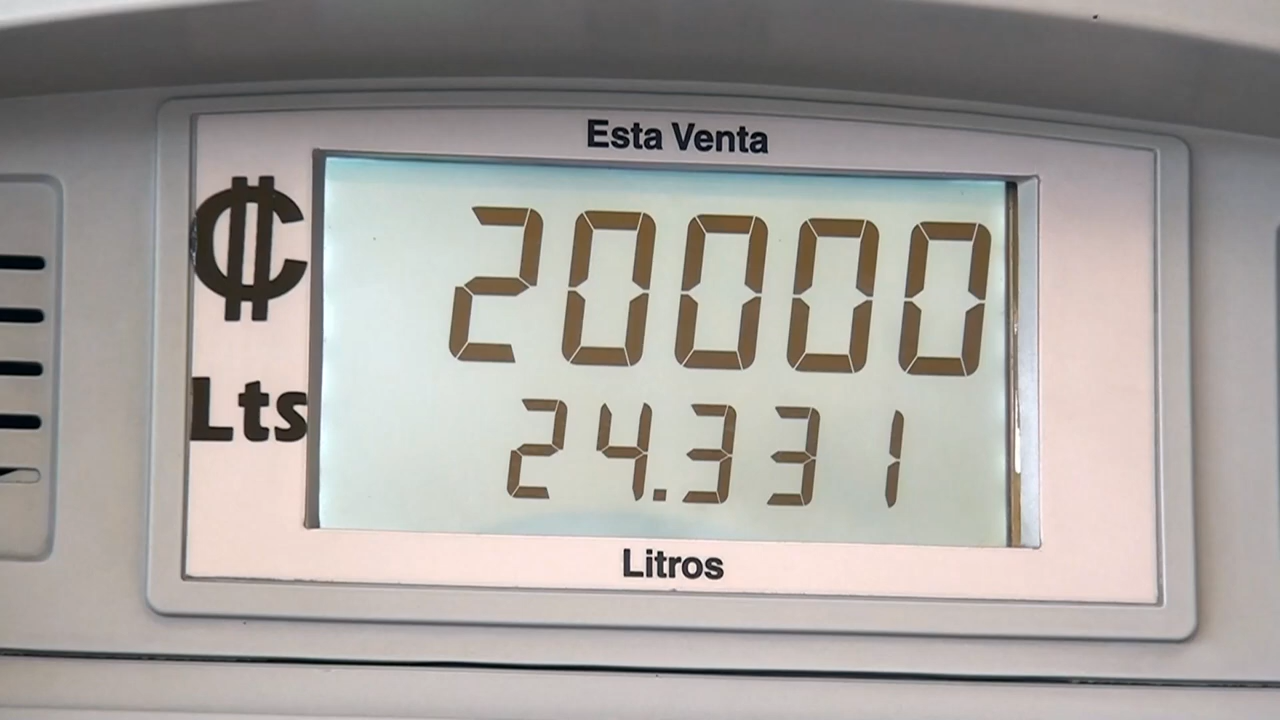 Esta Venta
₡ 20000
Lts 24.331
Litros